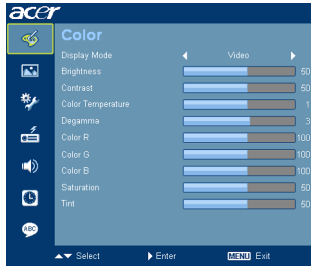 acer
Color
Display Mode Video
Brightness 50
Contrast 50
Color Temperature 1
Degamma 3
Color R 100
Color G 100
Color B 100
Saturation 50
Tint 50
ABC
Select Enter MENU Exit